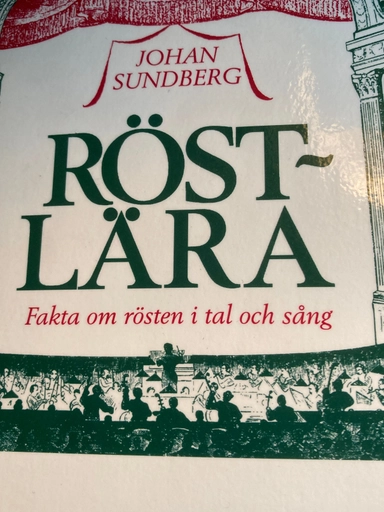 JOHAN
SUNDBERG
RÖST-
LÄRA
Fakta om rösten i tal och sång